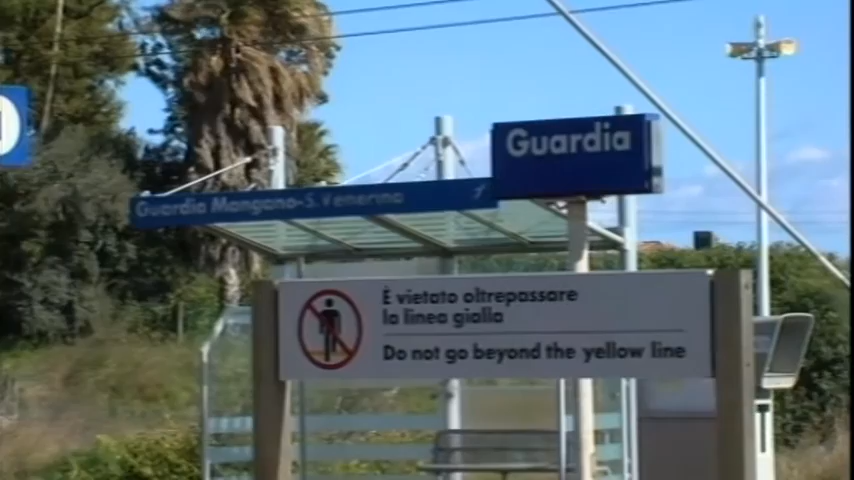 Guardia
Guardia Mangano-S. Venerina
È vietato oltrepassare
la linea gialla
Do not go beyond the yellow line